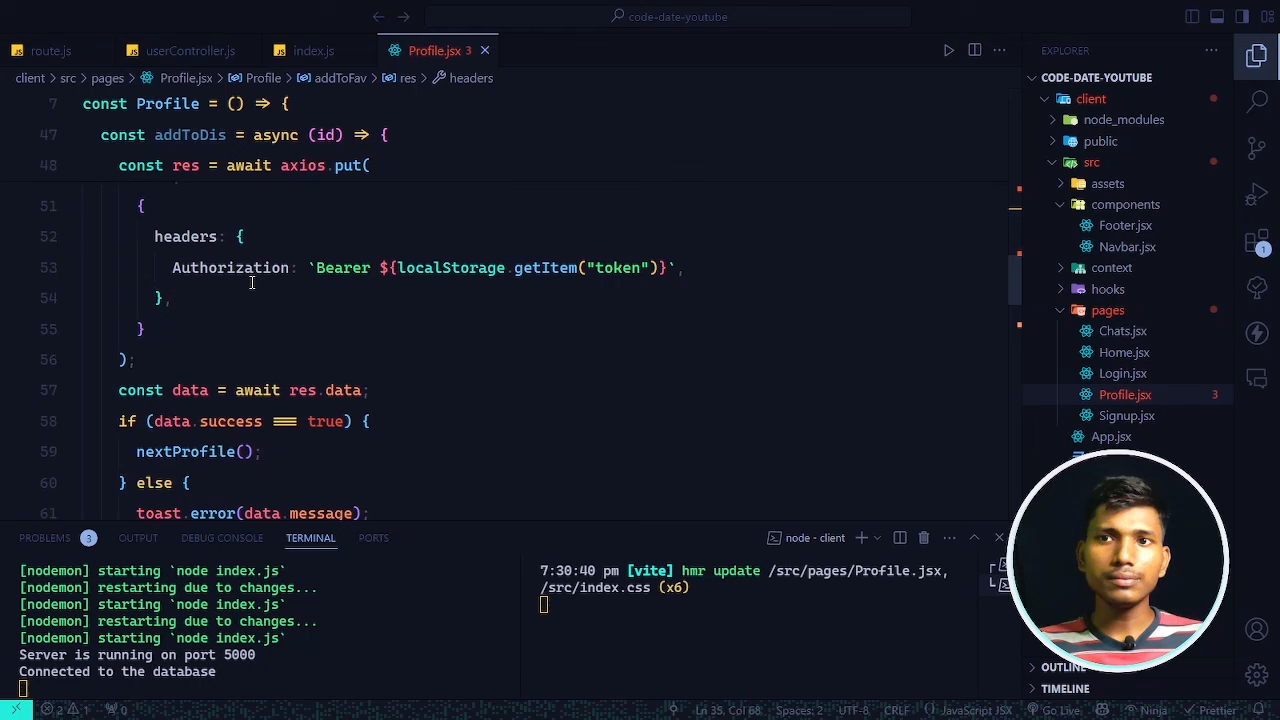 code-date-youtube
route.js
userController.js
index.js
Profile.jsx 3
EXPLORER
client > src > pages > Profile.jsx > Profile > addToFav > res > headers
7 const Profile = () => {
47 const addToDis = async (id) => {
48 const res = await axios.put(
51 {
52 headers: {
53 Authorization: `Bearer ${localStorage.getItem("token")}`,
54 },
55 }
56 );
57 const data = await res.data;
58 if (data.success === true) {
59 nextProfile();
60 } else {
61 toast.error(data.message);
CODE-DATE-YOUTUBE
client
node_modules
public
src
assets
components
Footer.jsx
Navbar.jsx
context
hooks
pages
Chats.jsx
Home.jsx
Login.jsx
Profile.jsx 3
Signup.jsx
App.jsx
OUTLINE
TIMELINE
1
PROBLEMS 3 OUTPUT DEBUG CONSOLE TERMINAL PORTS
node - client
[nodemon] starting `node index.js`
[nodemon] restarting due to changes...
[nodemon] starting `node index.js`
[nodemon] restarting due to changes...
[nodemon] starting `node index.js`
Server is running on port 5000
Connected to the database
7:30:40 pm [vite] hmr update /src/pages/Profile.jsx,
/src/index.css (x6)
2 1 0
Ln 35, Col 68 Spaces: 2 UTF-8 CRLF {} JavaScript JSX Go Live Ninja Prettier